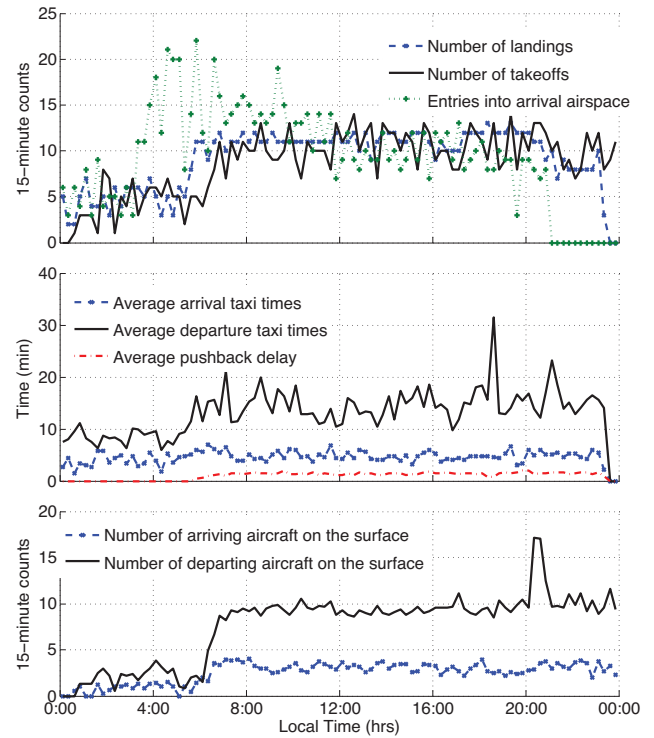 25
20
15
10
5
0
15−minute counts
Number of landings
Number of takeoffs
Entries into arrival airspace
40
30
20
10
0
Time (min)
Average arrival taxi times
Average departure taxi times
Average pushback delay
20
15
10
5
0
15−minute counts
Number of arriving aircraft on the surface
Number of departing aircraft on the surface
0:00 4:00 8:00 12:00 16:00 20:00 00:00
Local Time (hrs)